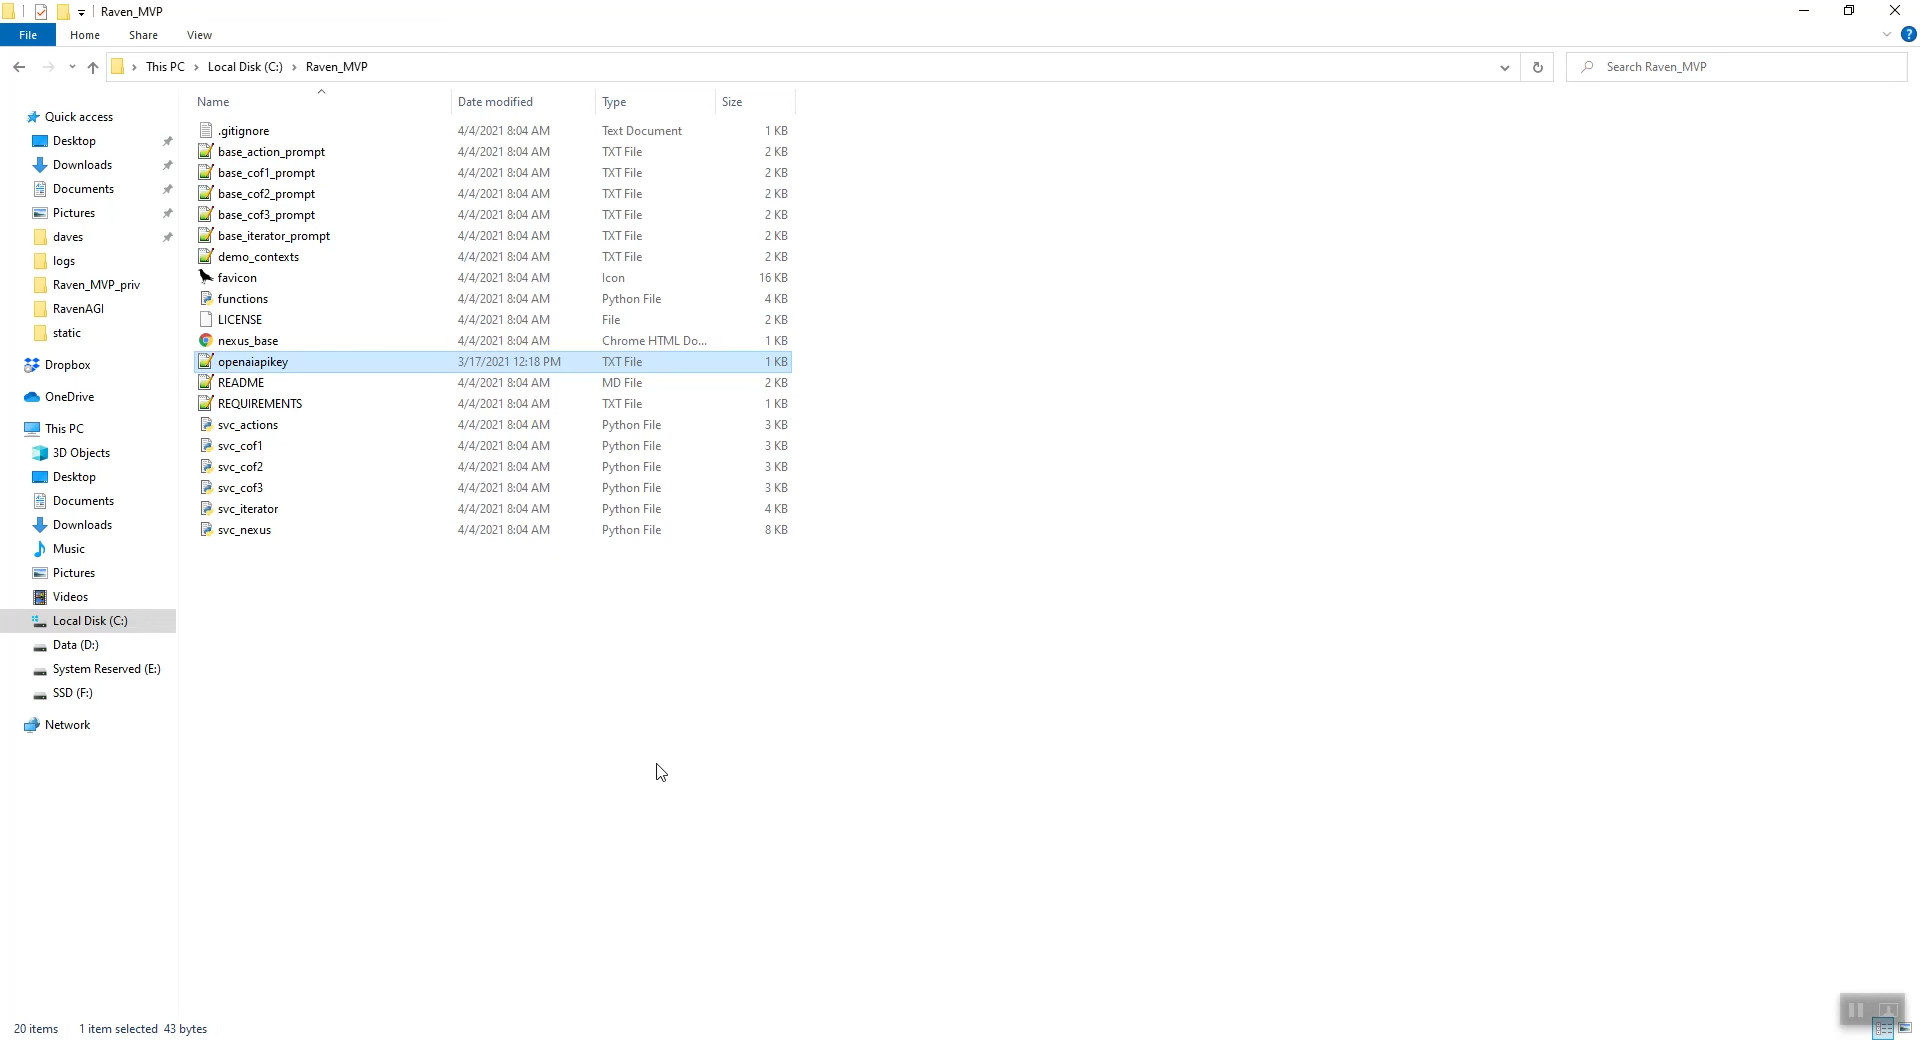 Raven_MVP
File Home Share View
This PC Local Disk (C:) Raven_MVP Search Raven_MVP
Name Date modified Type Size
Quick access
Desktop
Downloads
Documents
Pictures
daves
logs
Raven_MVP_priv
RavenAGI
static
Dropbox
OneDrive
This PC
3D Objects
Desktop
Documents
Downloads
Music
Pictures
Videos
Local Disk (C:)
Data (D:)
System Reserved (E:)
SSD (F:)
Network
.gitignore 4/4/2021 8:04 AM Text Document 1 KB
base_action_prompt 4/4/2021 8:04 AM TXT File 2 KB
base_cof1_prompt 4/4/2021 8:04 AM TXT File 2 KB
base_cof2_prompt 4/4/2021 8:04 AM TXT File 2 KB
base_cof3_prompt 4/4/2021 8:04 AM TXT File 2 KB
base_iterator_prompt 4/4/2021 8:04 AM TXT File 2 KB
demo_contexts 4/4/2021 8:04 AM TXT File 2 KB
favicon 4/4/2021 8:04 AM Icon 16 KB
functions 4/4/2021 8:04 AM Python File 4 KB
LICENSE 4/4/2021 8:04 AM File 2 KB
nexus_base 4/4/2021 8:04 AM Chrome HTML Do... 1 KB
openaiapikey 3/17/2021 12:18 PM TXT File 1 KB
README 4/4/2021 8:04 AM MD File 2 KB
REQUIREMENTS 4/4/2021 8:04 AM TXT File 1 KB
svc_actions 4/4/2021 8:04 AM Python File 3 KB
svc_cof1 4/4/2021 8:04 AM Python File 3 KB
svc_cof2 4/4/2021 8:04 AM Python File 3 KB
svc_cof3 4/4/2021 8:04 AM Python File 3 KB
svc_iterator 4/4/2021 8:04 AM Python File 4 KB
svc_nexus 4/4/2021 8:04 AM Python File 8 KB
20 items 1 item selected 43 bytes